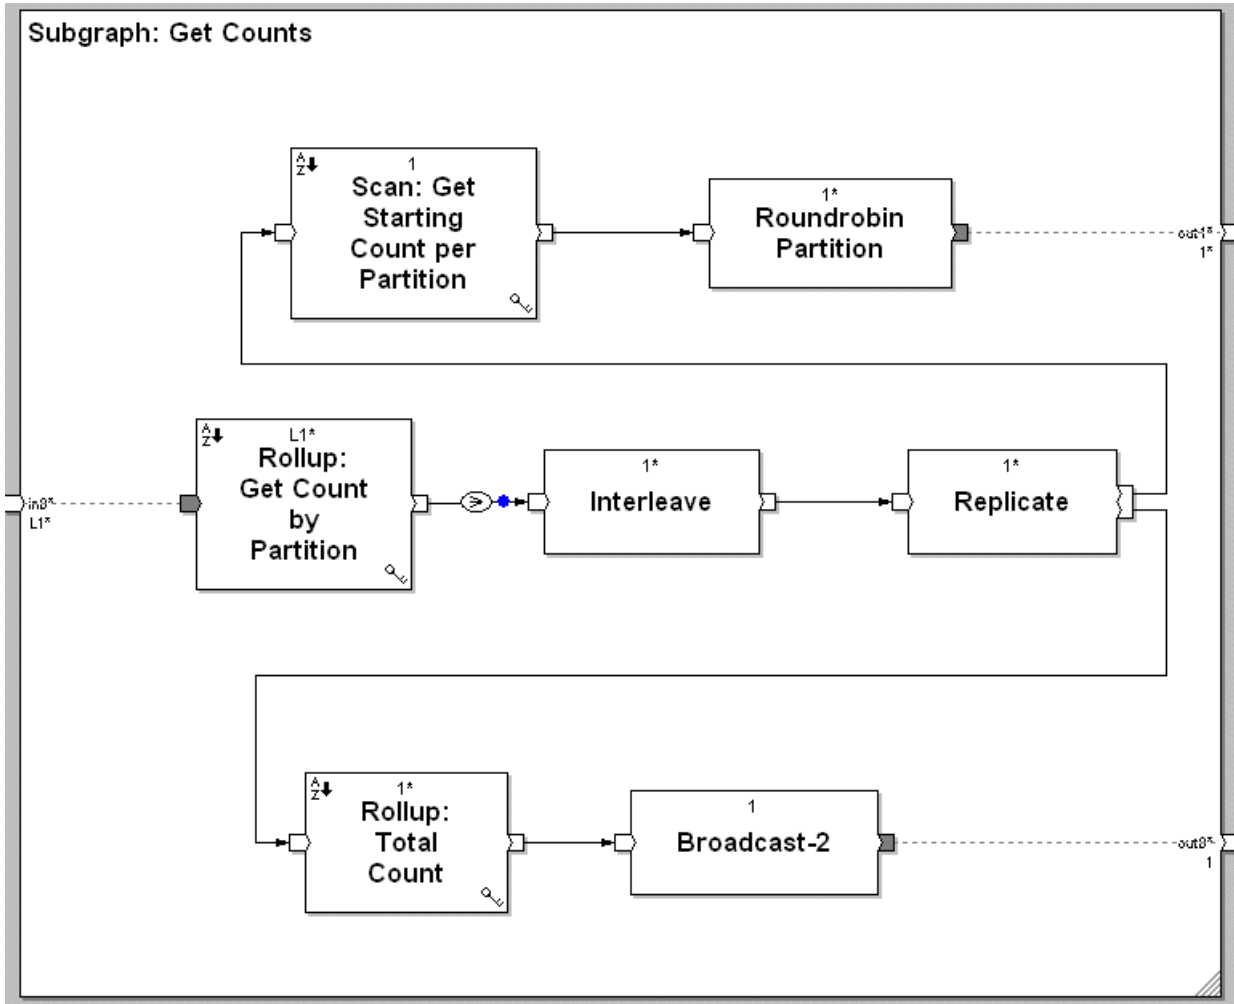 Subgraph: Get Counts
A
Z
1
Scan: Get
Starting
Count per
Partition
1*
Roundrobin
Partition
out1*
1*
in0*
L1*
A
Z
L1*
Rollup:
Get Count
by
Partition
1*
Interleave
1*
Replicate
A
Z
1*
Rollup:
Total
Count
1
Broadcast-2
out0*
1